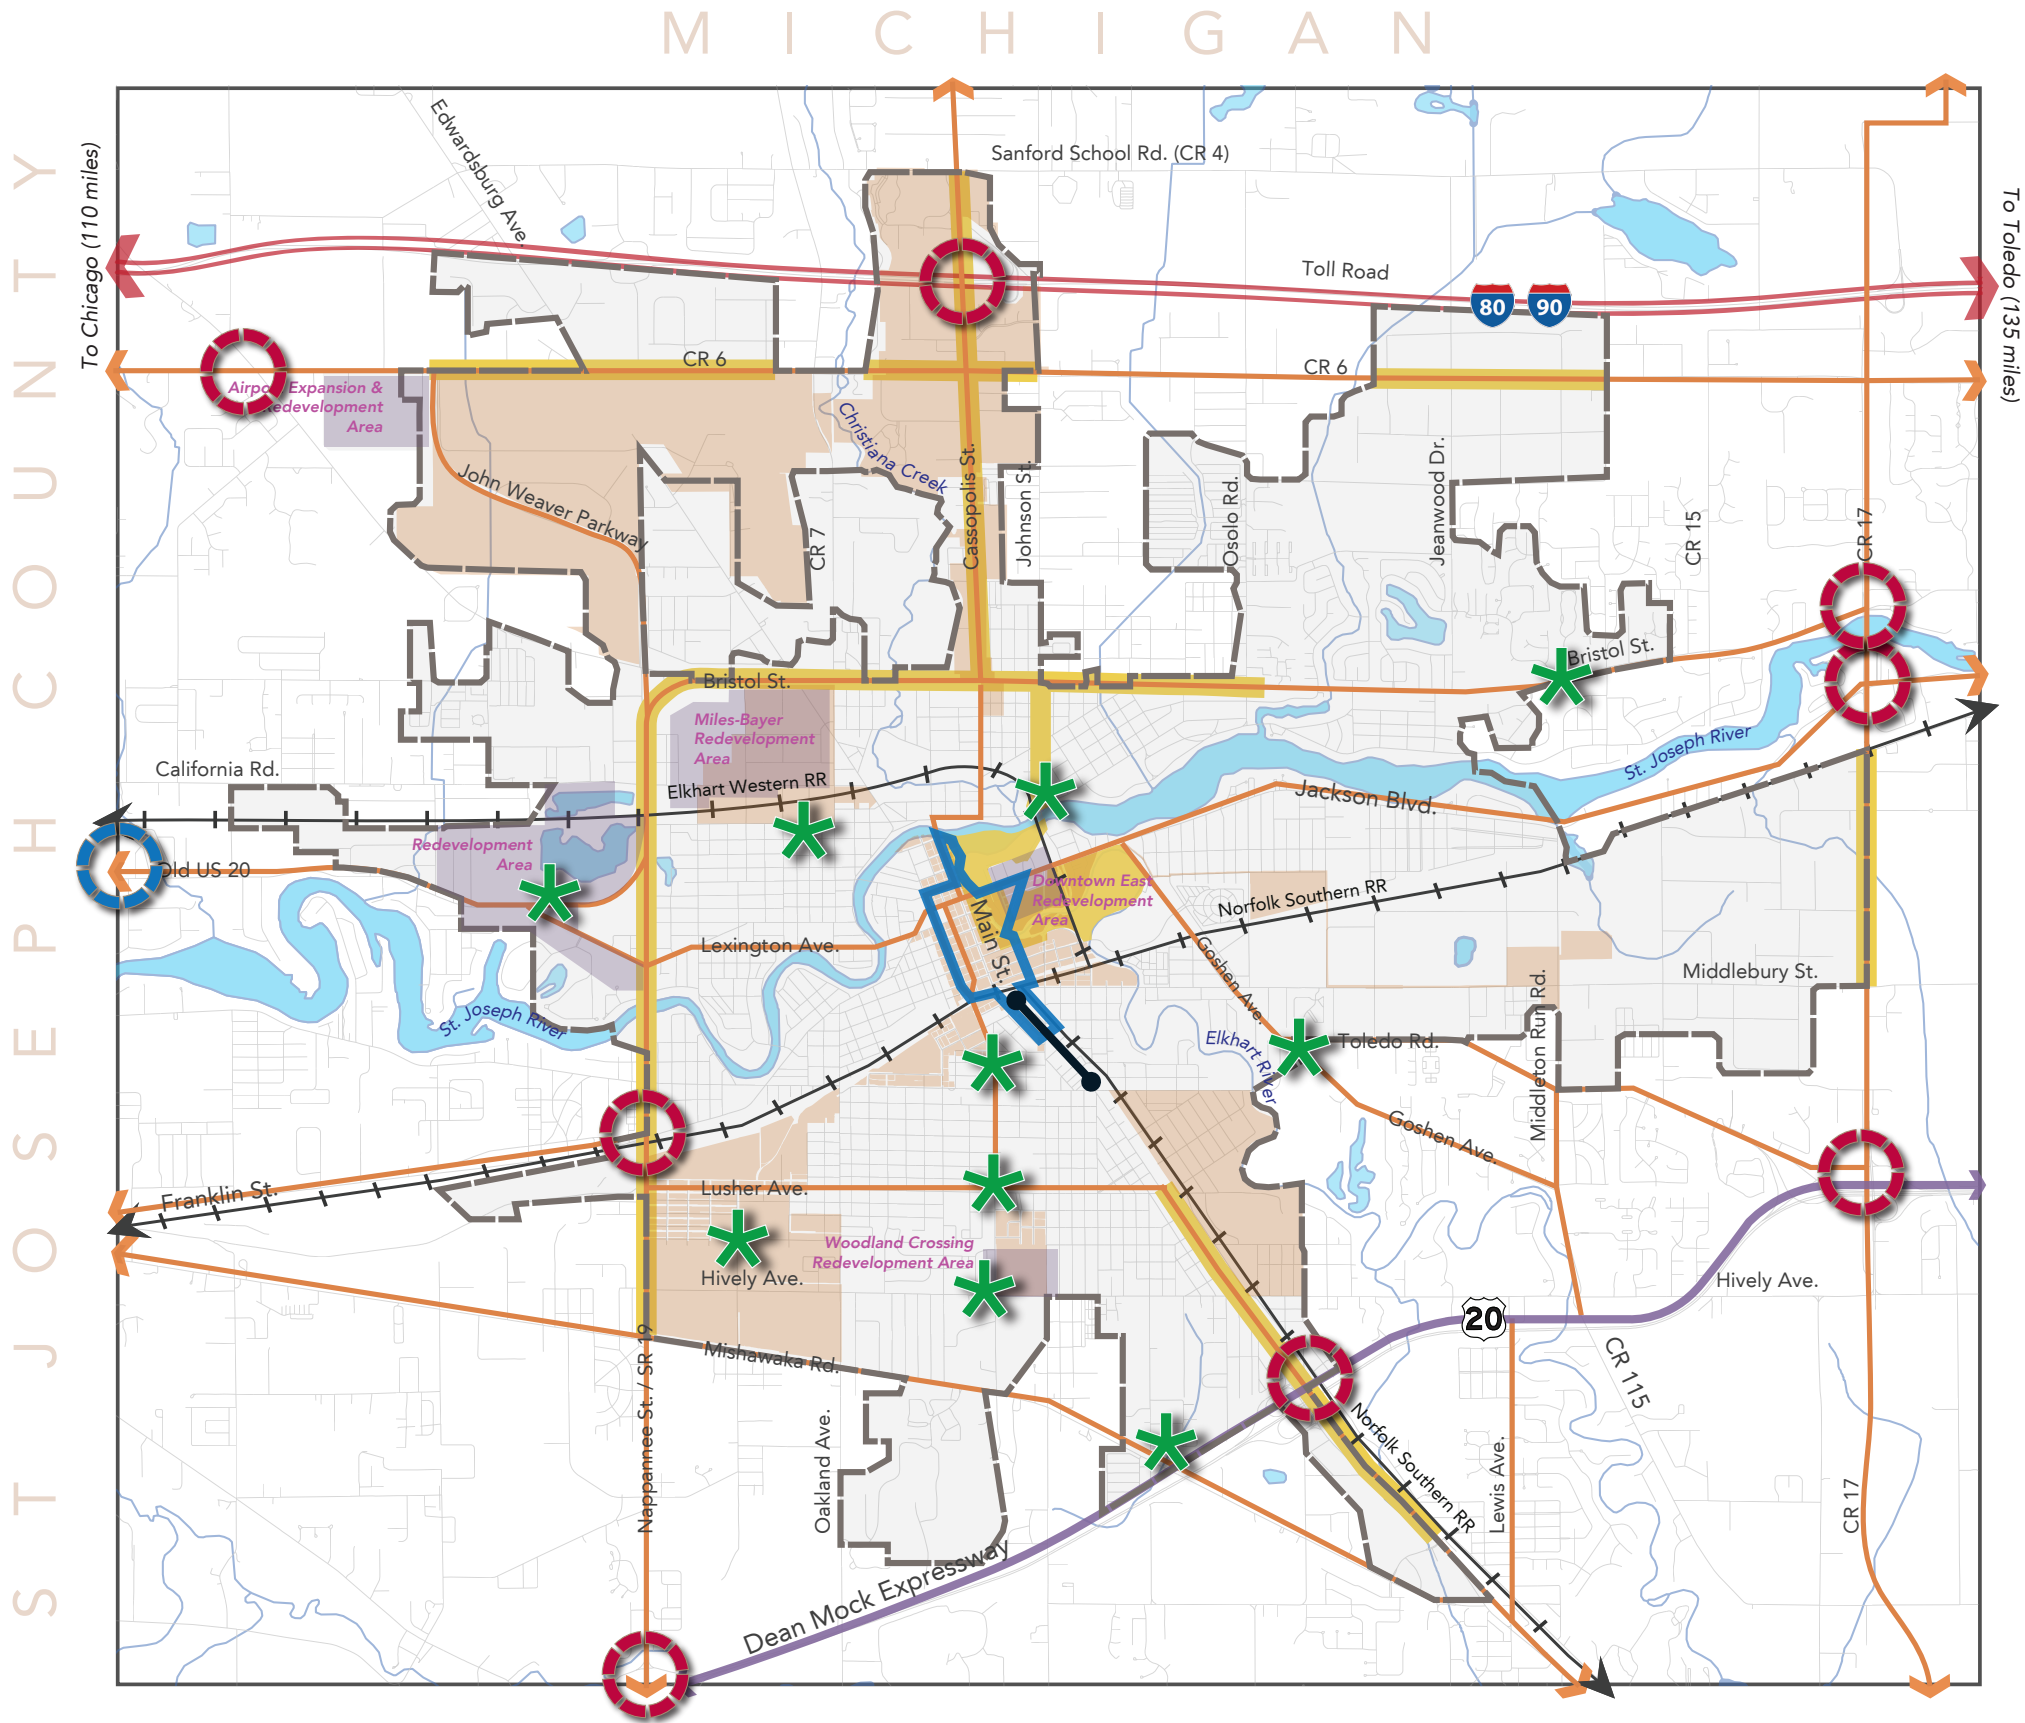 MICHIGAN
ST JOSEPH COUNTY
To Chicago (110 miles)
To Toledo (135 miles)
Edwardsburg Ave.
Sanford School Rd. (CR 4)
Toll Road
80
90
CR 6
CR 6
Airport Expansion &
Redevelopment
Area
Christiana Creek
John Weaver Parkway
Cassopolis St.
Johnson St.
CR 7
Osolo Rd.
Jeanwood Dr.
CR 15
CR 17
Bristol St.
Bristol St.
Miles-Bayer
Redevelopment
Area
St. Joseph River
California Rd.
Elkhart Western RR
Jackson Blvd.
Redevelopment
Area
Old US 20
Downtown East
Redevelopment
Area
Norfolk Southern RR
Main St.
Lexington Ave.
Goshen Ave.
Middlebury St.
St. Joseph River
Elkhart River
Toledo Rd.
Middleton Run Rd.
Goshen Ave.
Franklin St.
Lusher Ave.
Woodland Crossing
Redevelopment Area
Hively Ave.
Hively Ave.
20
Mishawaka Rd.
Nappannee St. / SR 19
CR 115
Oakland Ave.
Norfolk Southern RR
Lewis Ave.
CR 17
Dean Mock Expressway